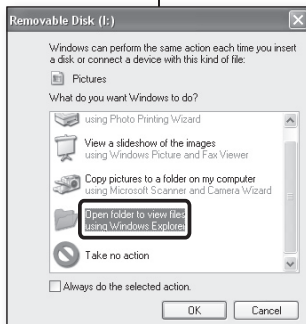 Removable Disk (I:)
Windows can perform the same action each time you insert
a disk or connect a device with this kind of file:
Pictures
What do you want Windows to do?
using Photo Printing Wizard
View a slideshow of the images
using Windows Picture and Fax Viewer
Copy pictures to a folder on my computer
using Microsoft Scanner and Camera Wizard
Open folder to view files
using Windows Explorer
Take no action
Always do the selected action.
OK
Cancel